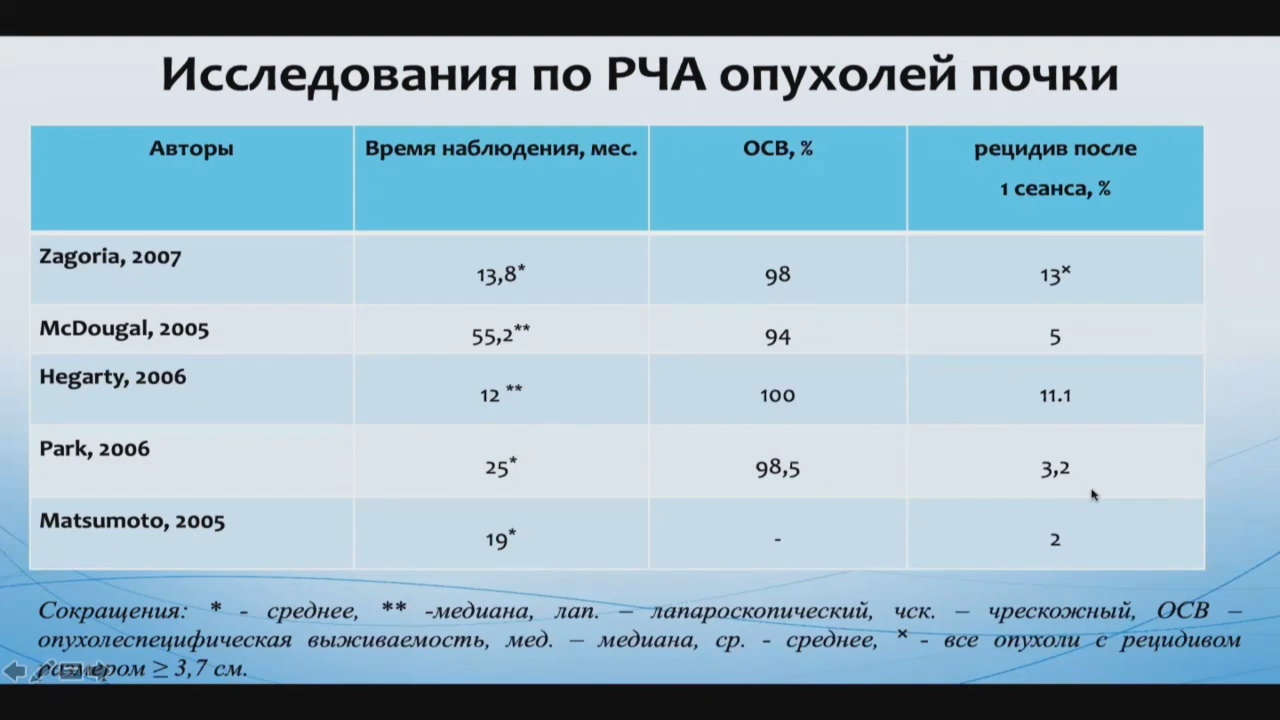 Исследования по РЧА опухолей почки
Авторы Время наблюдения, мес. ОСВ, % рецидив после
1 сеанса, %
Zagoria, 2007 13,8* 98 13×
McDougal, 2005 55,2** 94 5
Hegarty, 2006 12 ** 100 11.1
Park, 2006 25* 98,5 3,2
Matsumoto, 2005 19* - 2
Сокращения: * - среднее, ** -медиана, лап. – лапароскопический, чск. – чрескожный, ОСВ –
опухолеспецифическая выживаемость, мед. – медиана, ср. - среднее, × - все опухоли с рецидивом
размером ≥ 3,7 см.